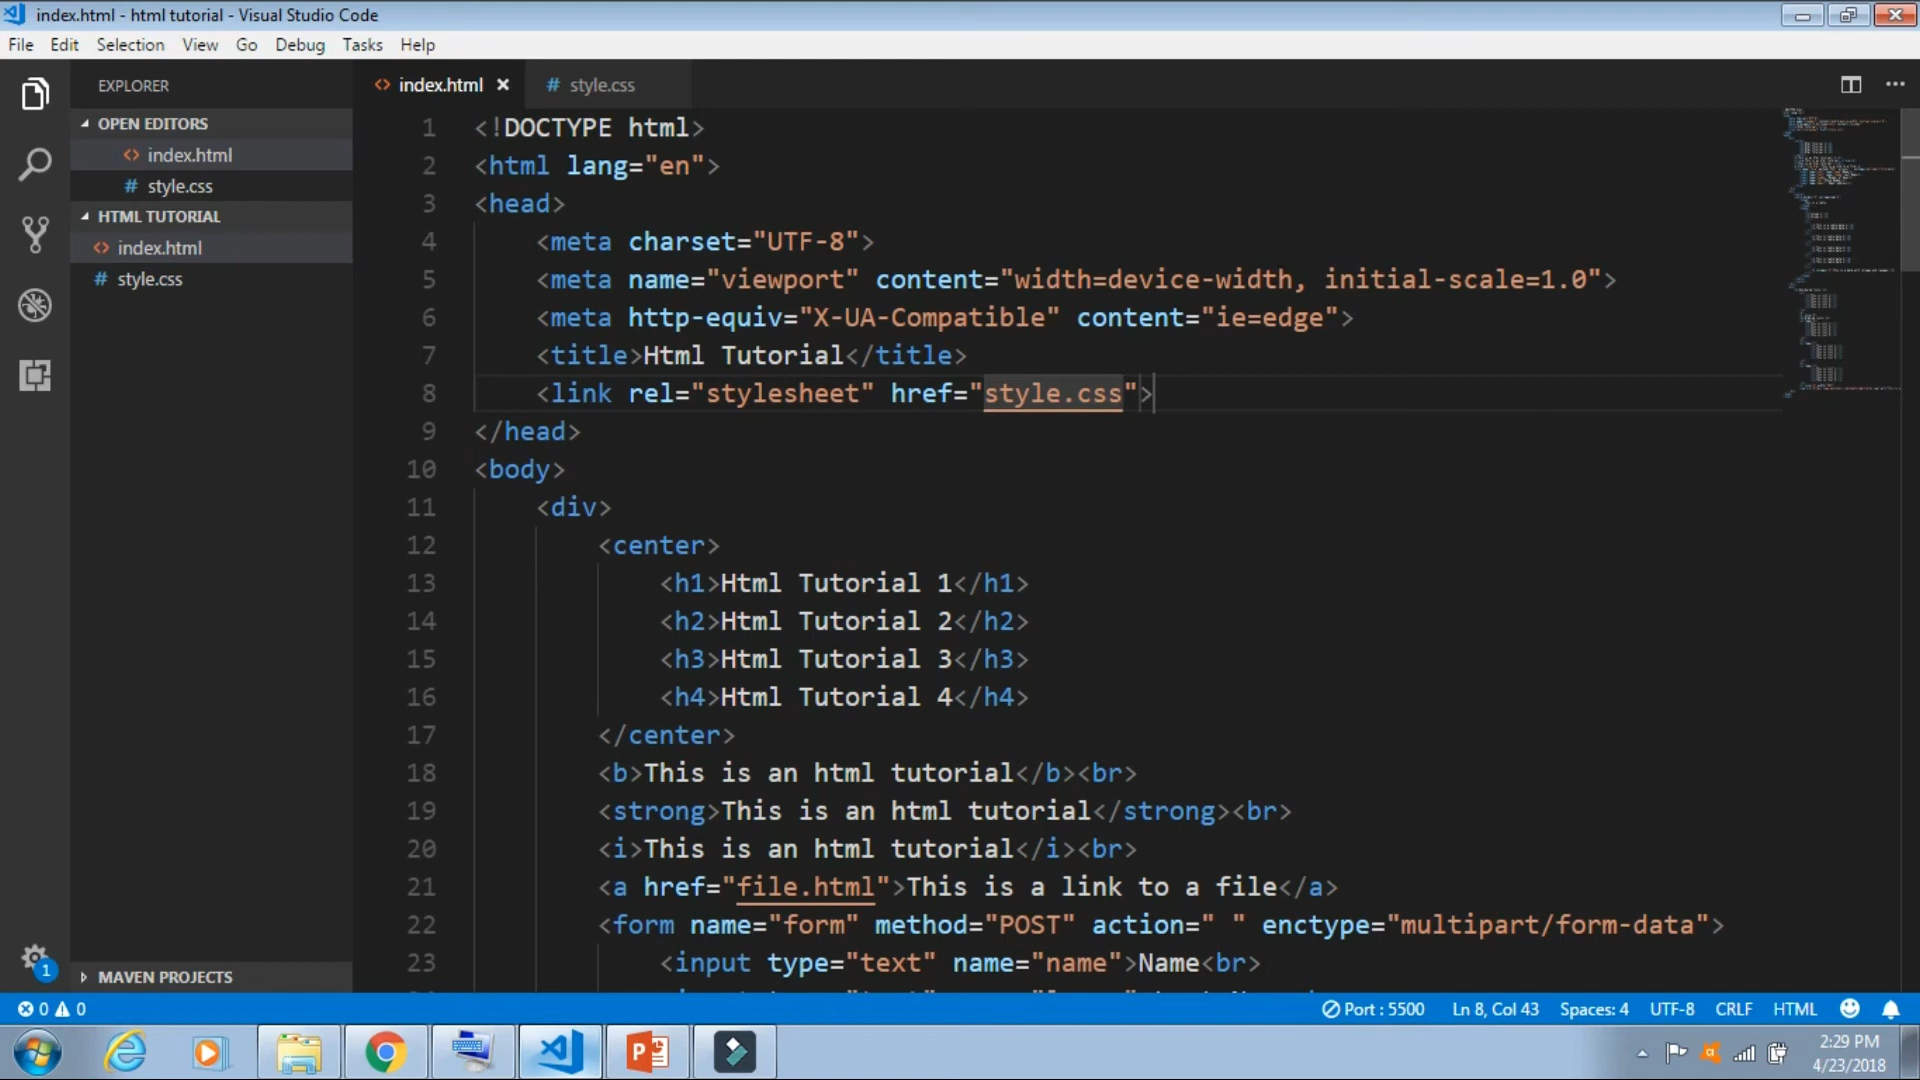 index.html - html tutorial - Visual Studio Code
File Edit Selection View Go Debug Tasks Help
EXPLORER
OPEN EDITORS
index.html
# style.css
HTML TUTORIAL
index.html
# style.css
MAVEN PROJECTS
index.html
# style.css
1 <!DOCTYPE html>
2 <html lang="en">
3 <head>
4 <meta charset="UTF-8">
5 <meta name="viewport" content="width=device-width, initial-scale=1.0">
6 <meta http-equiv="X-UA-Compatible" content="ie=edge">
7 <title>Html Tutorial</title>
8 <link rel="stylesheet" href="style.css">
9 </head>
10 <body>
11 <div>
12 <center>
13 <h1>Html Tutorial 1</h1>
14 <h2>Html Tutorial 2</h2>
15 <h3>Html Tutorial 3</h3>
16 <h4>Html Tutorial 4</h4>
17 </center>
18 <b>This is an html tutorial</b><br>
19 <strong>This is an html tutorial</strong><br>
20 <i>This is an html tutorial</i><br>
21 <a href="file.html">This is a link to a file</a>
22 <form name="form" method="POST" action=" " enctype="multipart/form-data">
23 <input type="text" name="name">Name<br>
1
0 0 Port : 5500 Ln 8, Col 43 Spaces: 4 UTF-8 CRLF HTML
2:29 PM
4/23/2018